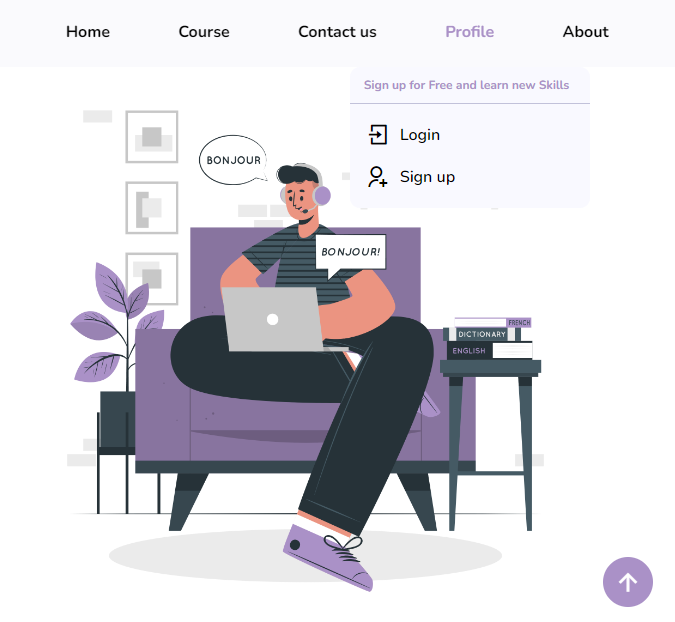 Home Course Contact us Profile About
Sign up for Free and learn new Skills
Login
Sign up
BONJOUR
BONJOUR!
FRENCH
DICTIONARY
ENGLISH